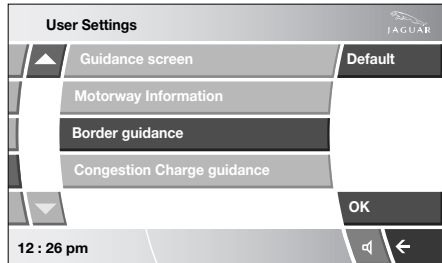 User Settings
JAGUAR
Guidance screen
Default
Motorway Information
Border guidance
Congestion Charge guidance
OK
12 : 26 pm